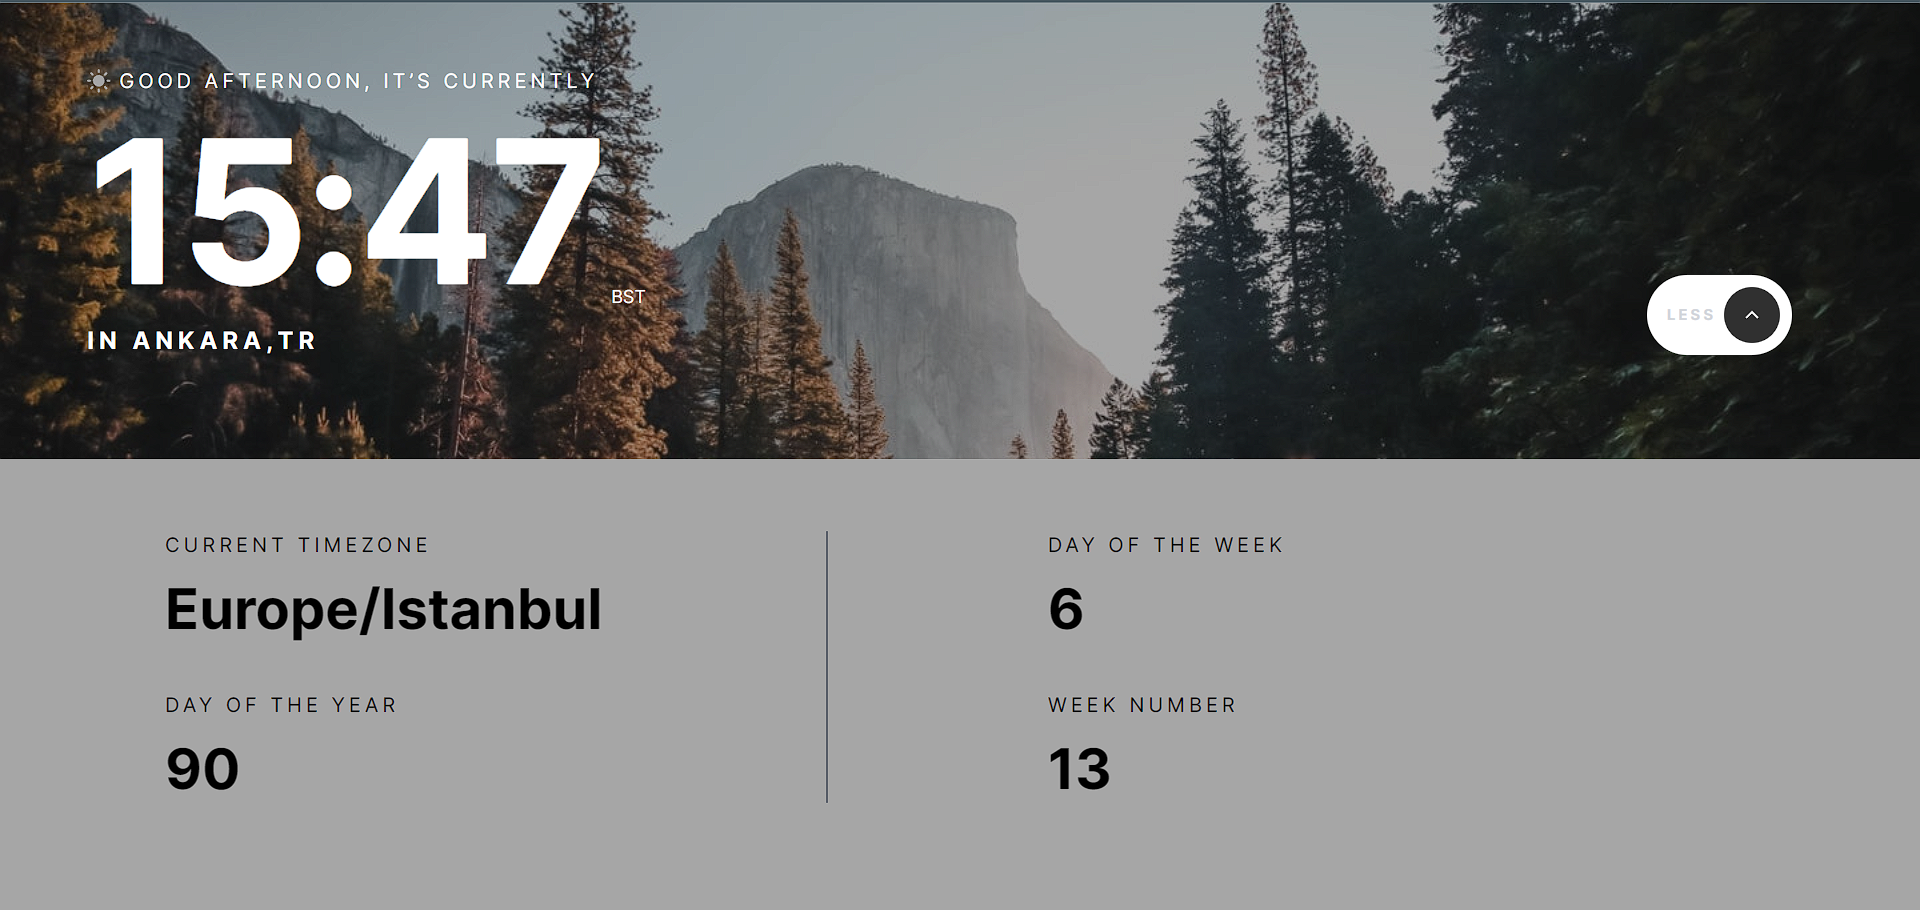 GOOD AFTERNOON, IT’S CURRENTLY
15:47
BST
IN ANKARA,TR
LESS
CURRENT TIMEZONE
Europe/Istanbul
DAY OF THE YEAR
90
DAY OF THE WEEK
6
WEEK NUMBER
13